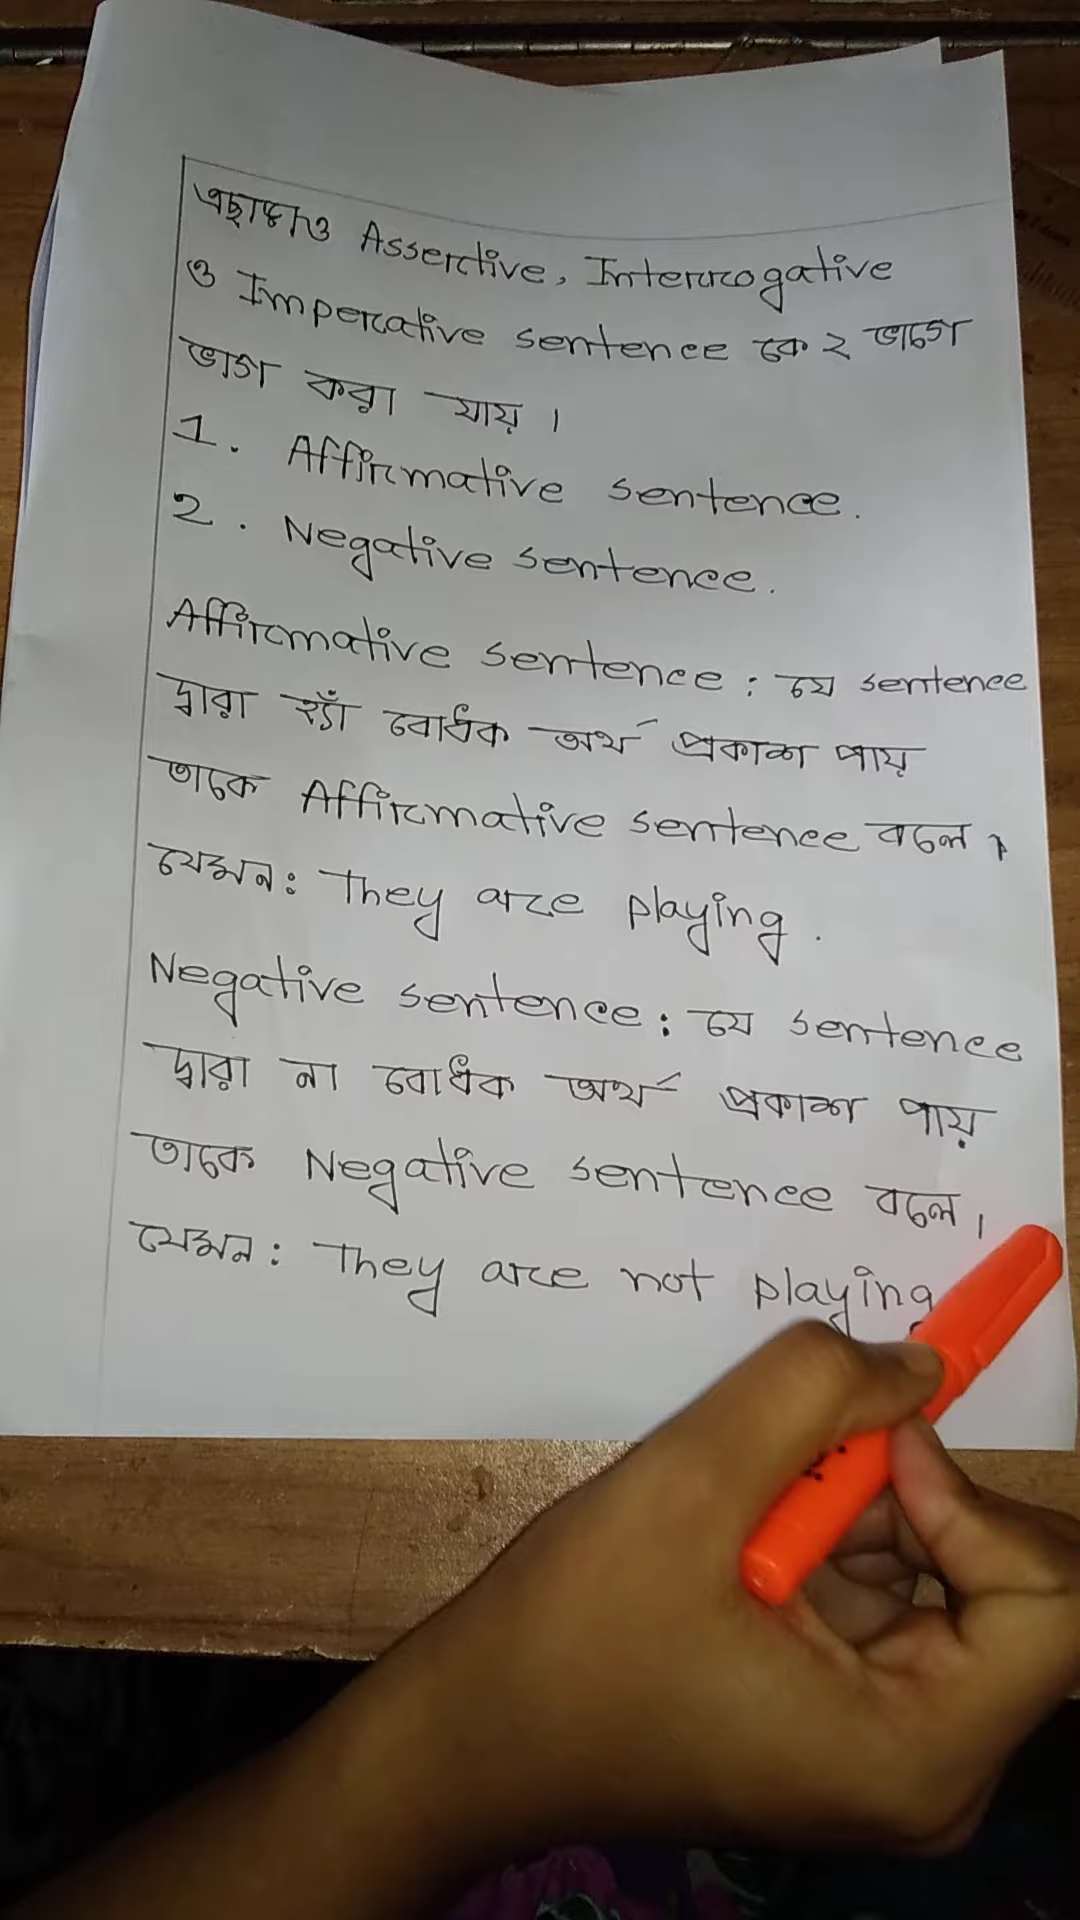 এছাড়াও Assertive, Interrogative
ও Imperative sentence কে ২ ভাগে
ভাগ করা যায়।
1. Affirmative sentence.
2. Negative sentence.
Affirmative sentence : যে sentence
দ্বারা হ্যাঁ বোধক অর্থ প্রকাশ পায়
তাকে Affirmative sentence বলে।
যেমন: They are playing.
Negative sentence : যে sentence
দ্বারা না বোধক অর্থ প্রকাশ পায়
তাকে Negative sentence বলে।
যেমন : They are not playing